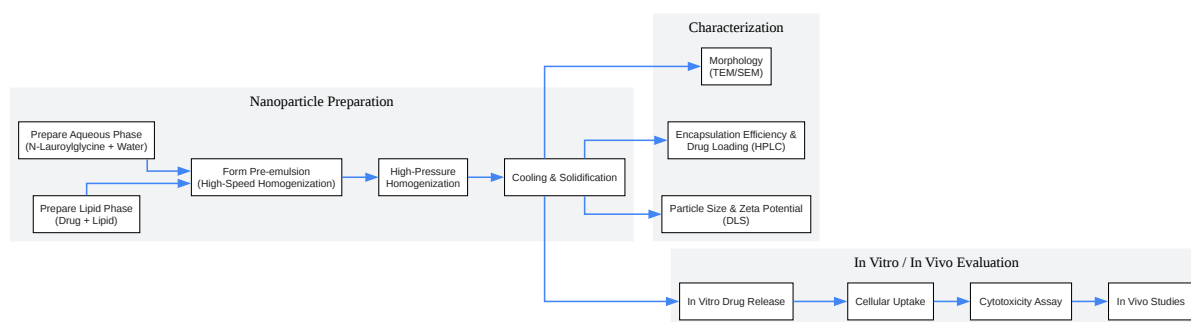 Characterization
Morphology
(TEM/SEM)
Nanoparticle Preparation
Prepare Aqueous Phase
(N-Lauroylglycine + Water)
Encapsulation Efficiency &
Drug Loading (HPLC)
Form Pre-emulsion
(High-Speed Homogenization)
High-Pressure
Homogenization
Cooling & Solidification
Prepare Lipid Phase
(Drug + Lipid)
Particle Size & Zeta Potential
(DLS)
In Vitro / In Vivo Evaluation
In Vitro Drug Release
Cellular Uptake
Cytotoxicity Assay
In Vivo Studies